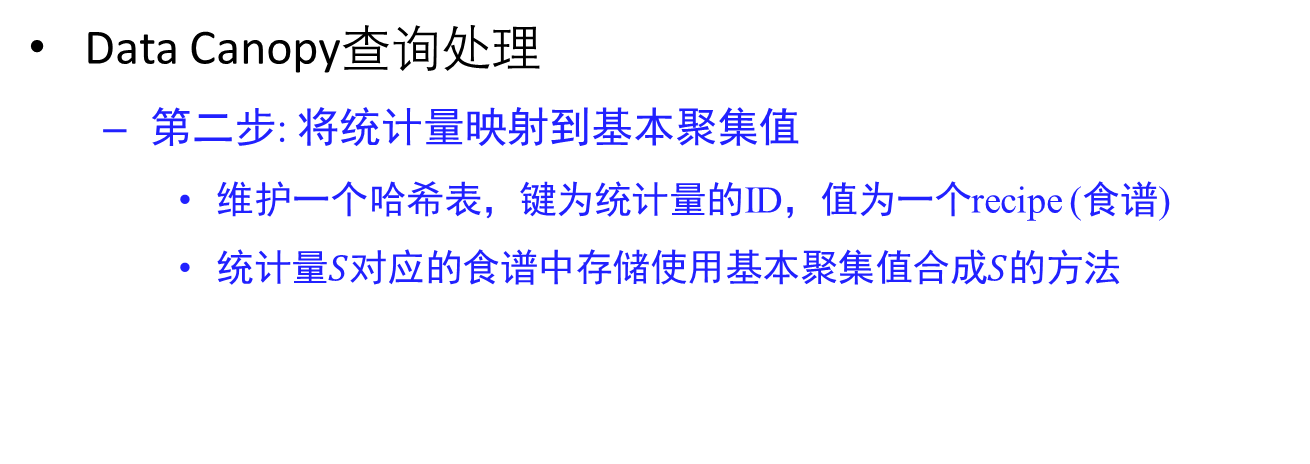 • Data Canopy查询处理
– 第二步: 将统计量映射到基本聚集值
• 维护一个哈希表，键为统计量的ID，值为一个recipe (食谱)
• 统计量S对应的食谱中存储使用基本聚集值合成S的方法